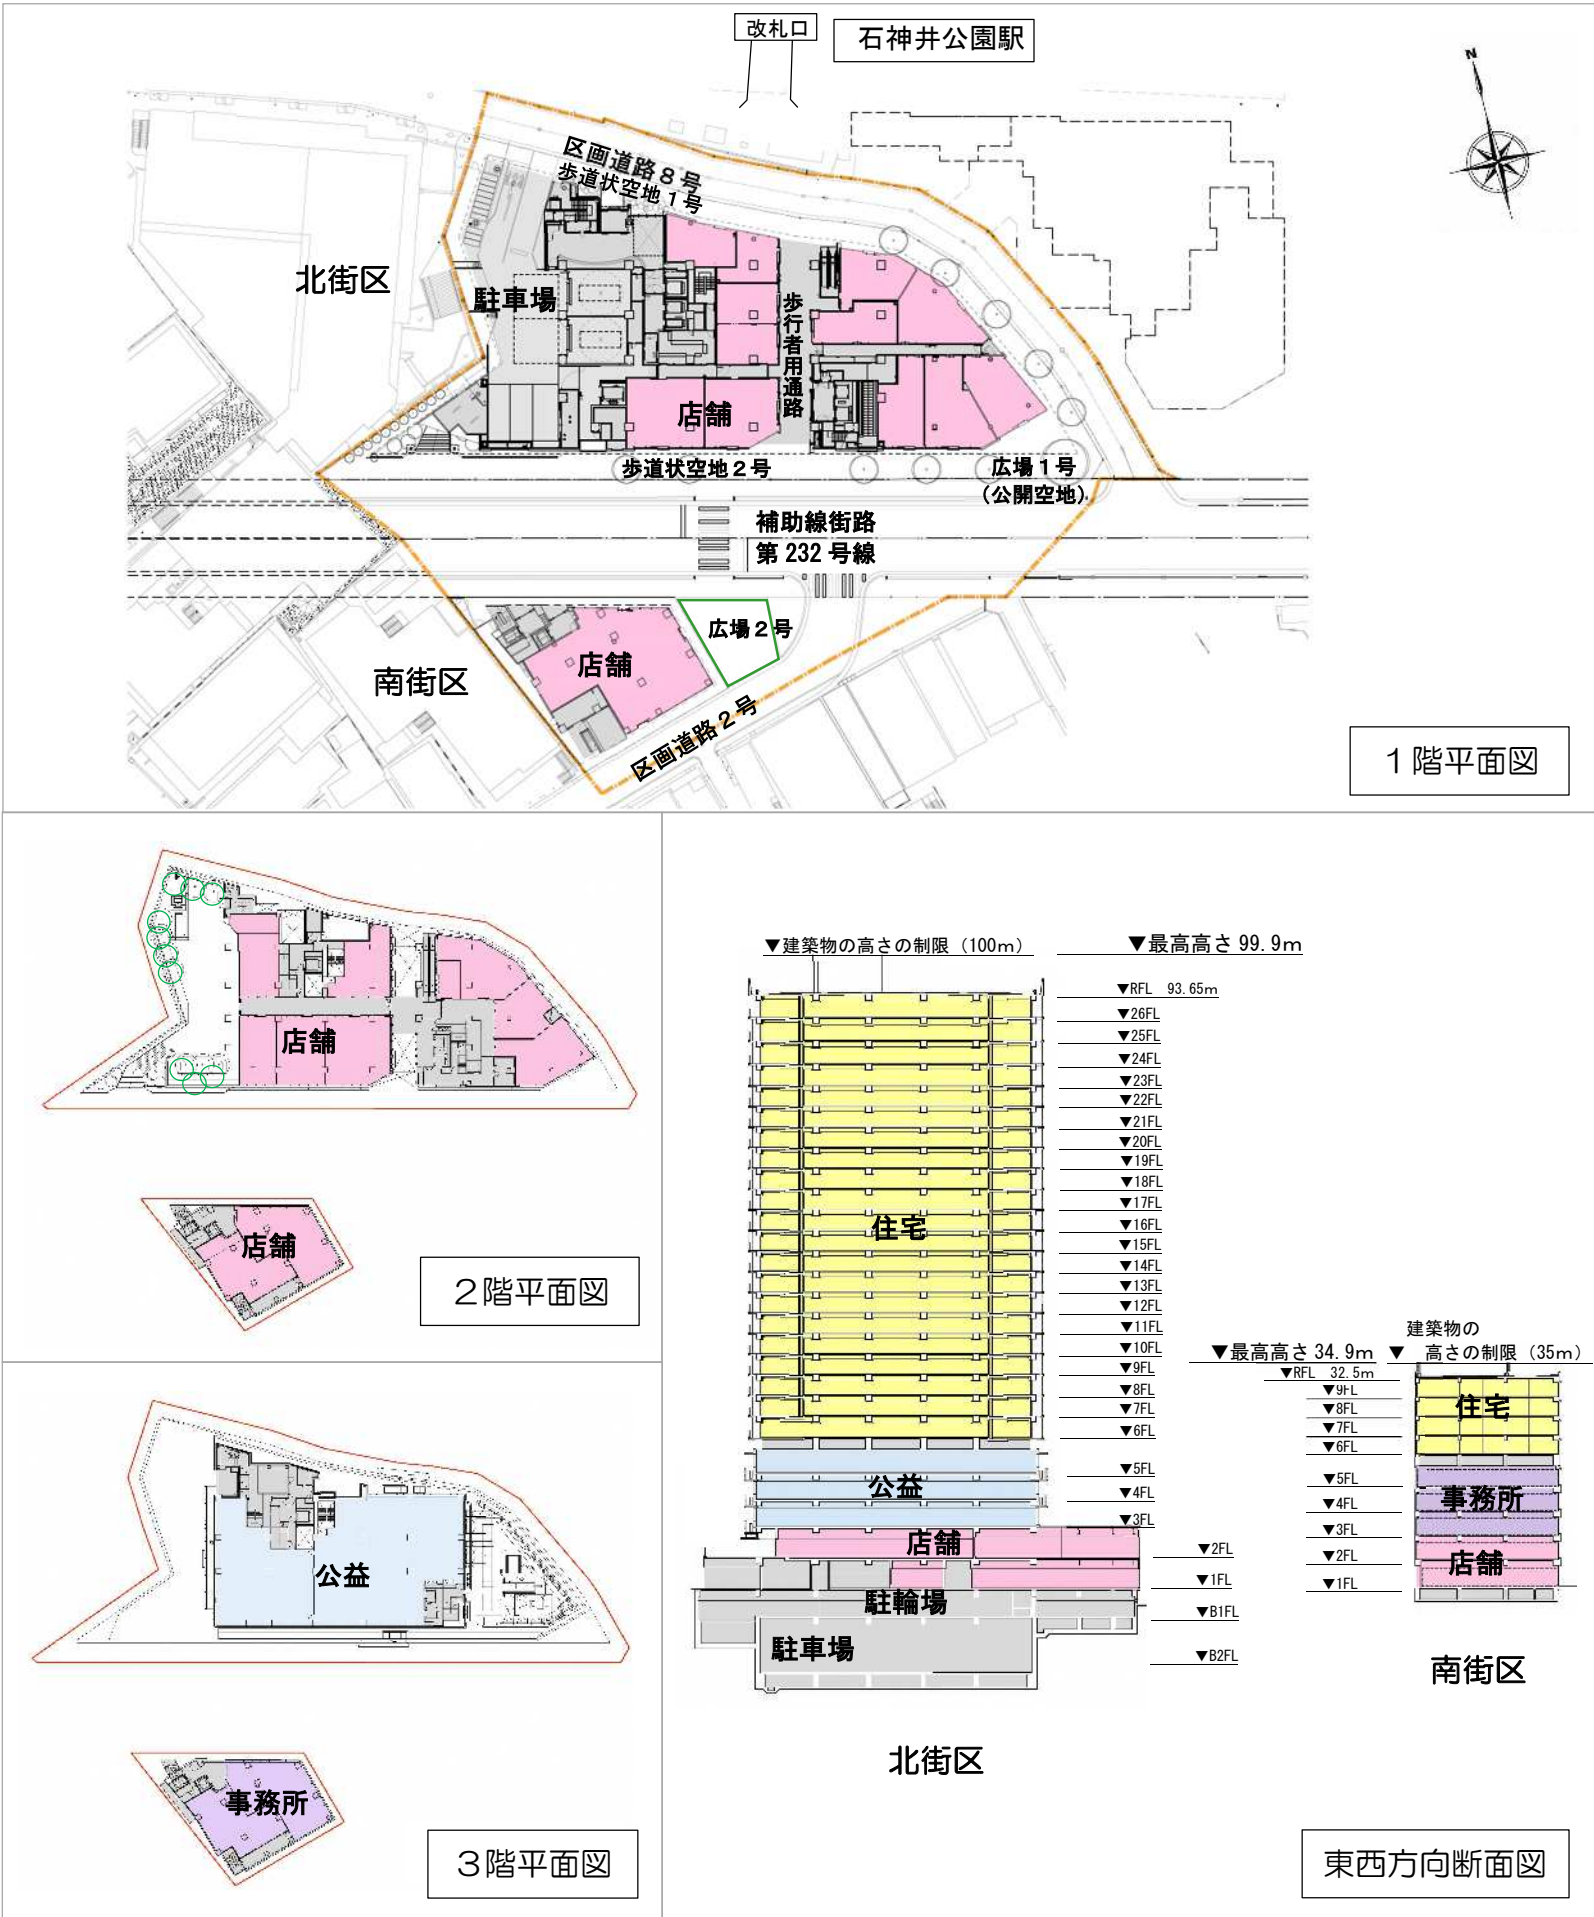 改札口
石神井公園駅
N
区画道路８号
歩道状空地１号
北街区
駐車場
歩行者用通路
店舗
歩道状空地２号
広場１号
(公開空地)
補助線街路
第 232 号線
広場２号
店舗
南街区
区画道路２号
１階平面図
店舗
店舗
２階平面図
公益
事務所
３階平面図
▼建築物の高さの制限（100ｍ）
▼最高高さ 99.9ｍ
▼RFL 93.65m
▼26FL
▼25FL
▼24FL
▼23FL
▼22FL
▼21FL
▼20FL
▼19FL
▼18FL
▼17FL
▼16FL
▼15FL
▼14FL
▼13FL
▼12FL
▼11FL
▼10FL
▼9FL
▼8FL
▼7FL
▼6FL
▼5FL
▼4FL
▼3FL
▼2FL
▼1FL
▼B1FL
▼B2FL
住宅
公益
店舗
駐輪場
駐車場
北街区
建築物の
▼ 高さの制限（35ｍ）
▼最高高さ 34.9ｍ
▼RFL 32.5m
▼9FL
▼8FL
▼7FL
▼6FL
▼5FL
▼4FL
▼3FL
▼2FL
▼1FL
住宅
事務所
店舗
南街区
東西方向断面図